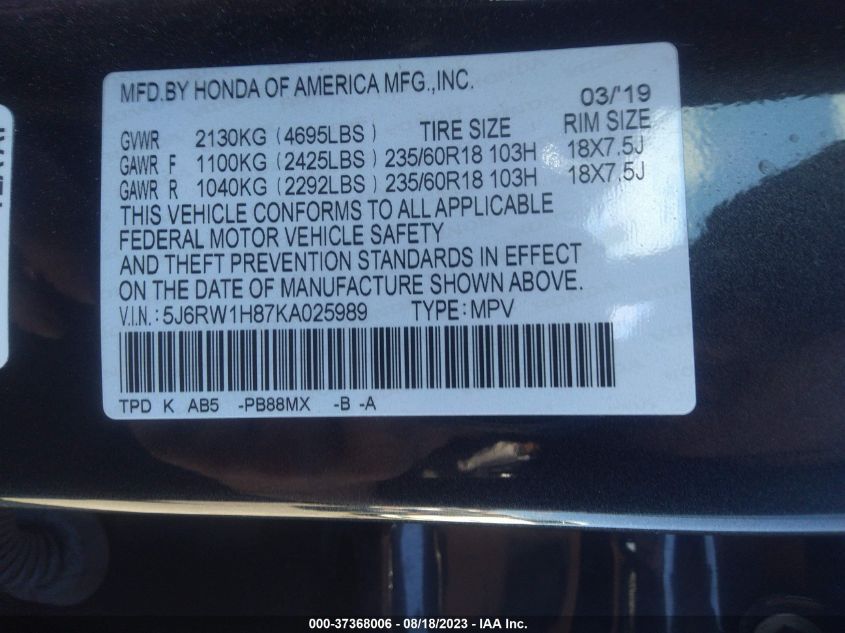 MFD.BY HONDA OF AMERICA MFG.,INC.
03/'19
GVWR 2130KG (4695LBS) TIRE SIZE RIM SIZE
GAWR F 1100KG (2425LBS) 235/60R18 103H 18X7.5J
GAWR R 1040KG (2292LBS) 235/60R18 103H 18X7.5J
THIS VEHICLE CONFORMS TO ALL APPLICABLE
FEDERAL MOTOR VEHICLE SAFETY
AND THEFT PREVENTION STANDARDS IN EFFECT
ON THE DATE OF MANUFACTURE SHOWN ABOVE.
V.I.N.: 5J6RW1H87KA025989 TYPE: MPV
TPD K AB5 -PB88MX -B -A
000-37368006 - 08/18/2023 - IAA Inc.